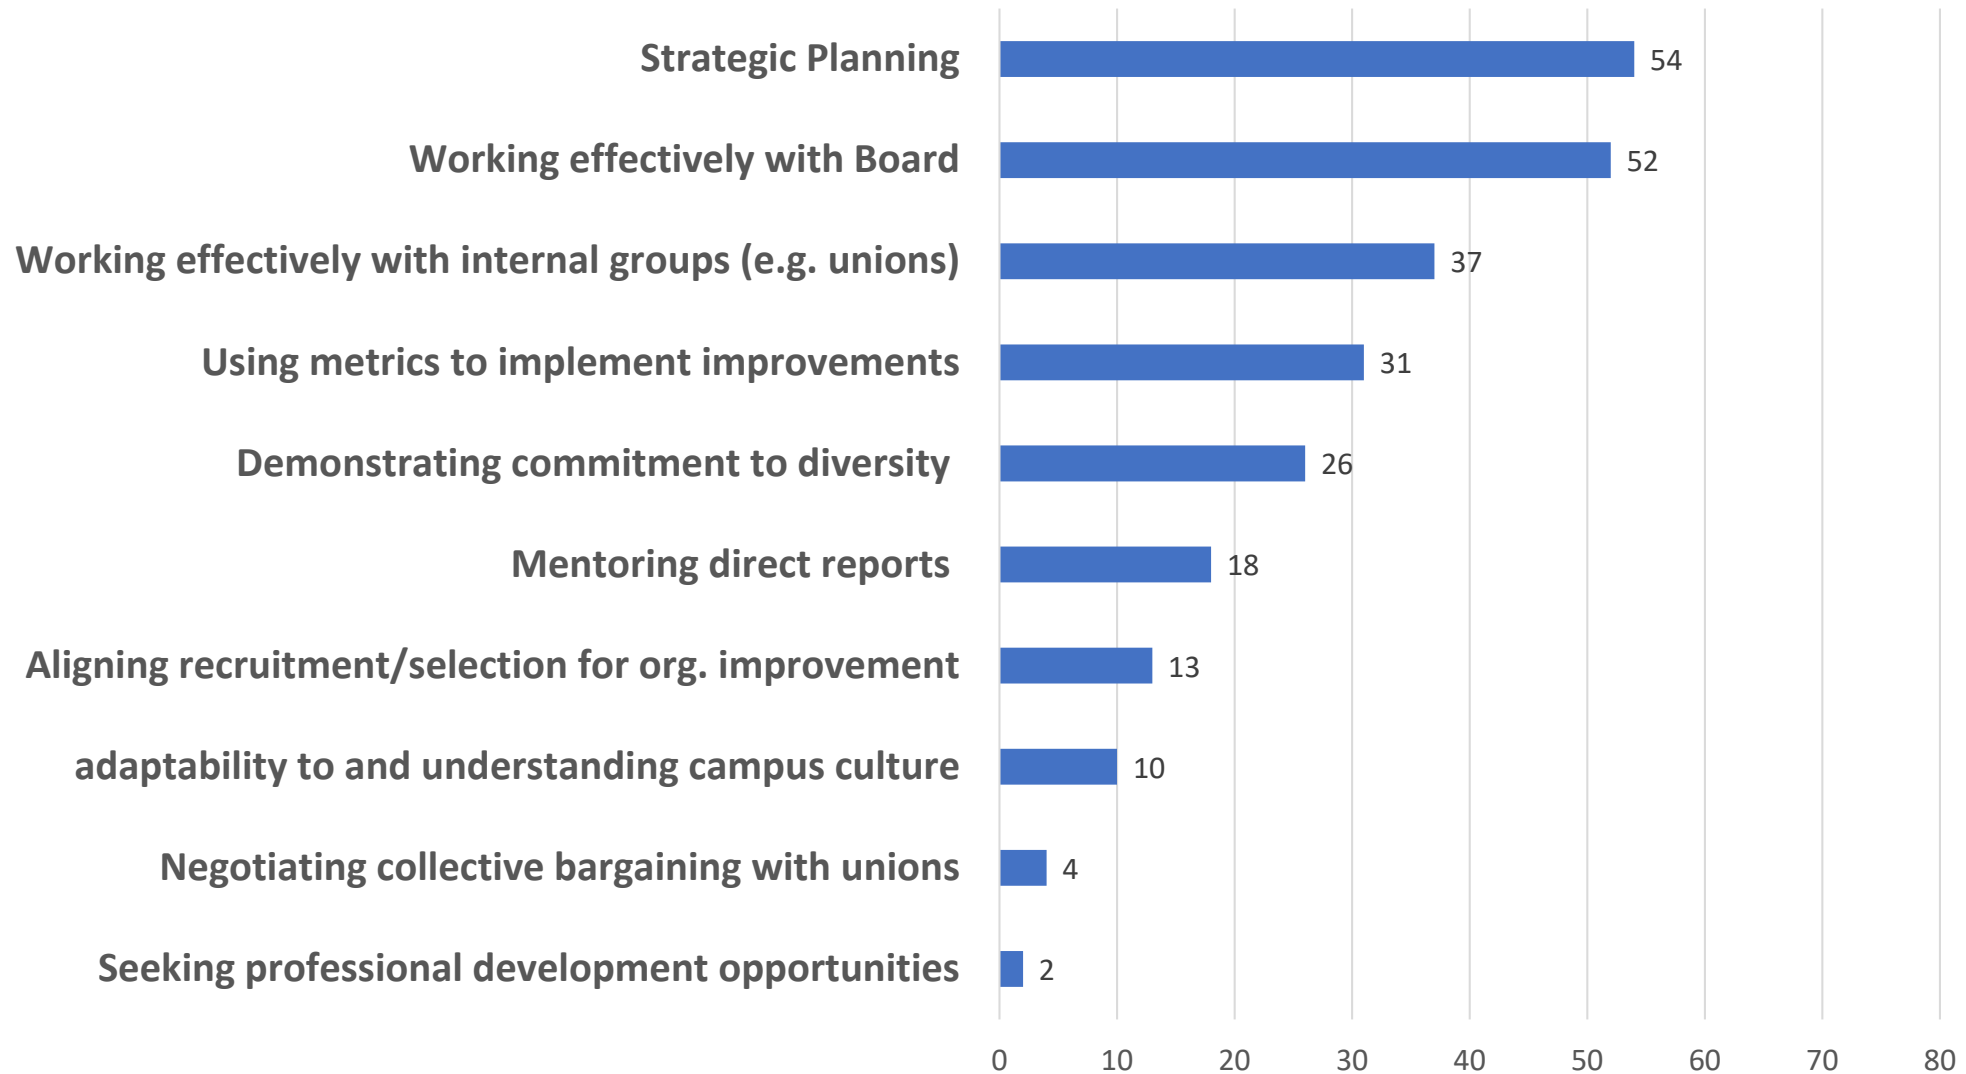 Strategic Planning 54
Working effectively with Board 52
Working effectively with internal groups (e.g. unions) 37
Using metrics to implement improvements 31
Demonstrating commitment to diversity 26
Mentoring direct reports 18
Aligning recruitment/selection for org. improvement 13
adaptability to and understanding campus culture 10
Negotiating collective bargaining with unions 4
Seeking professional development opportunities 2
0 10 20 30 40 50 60 70 80